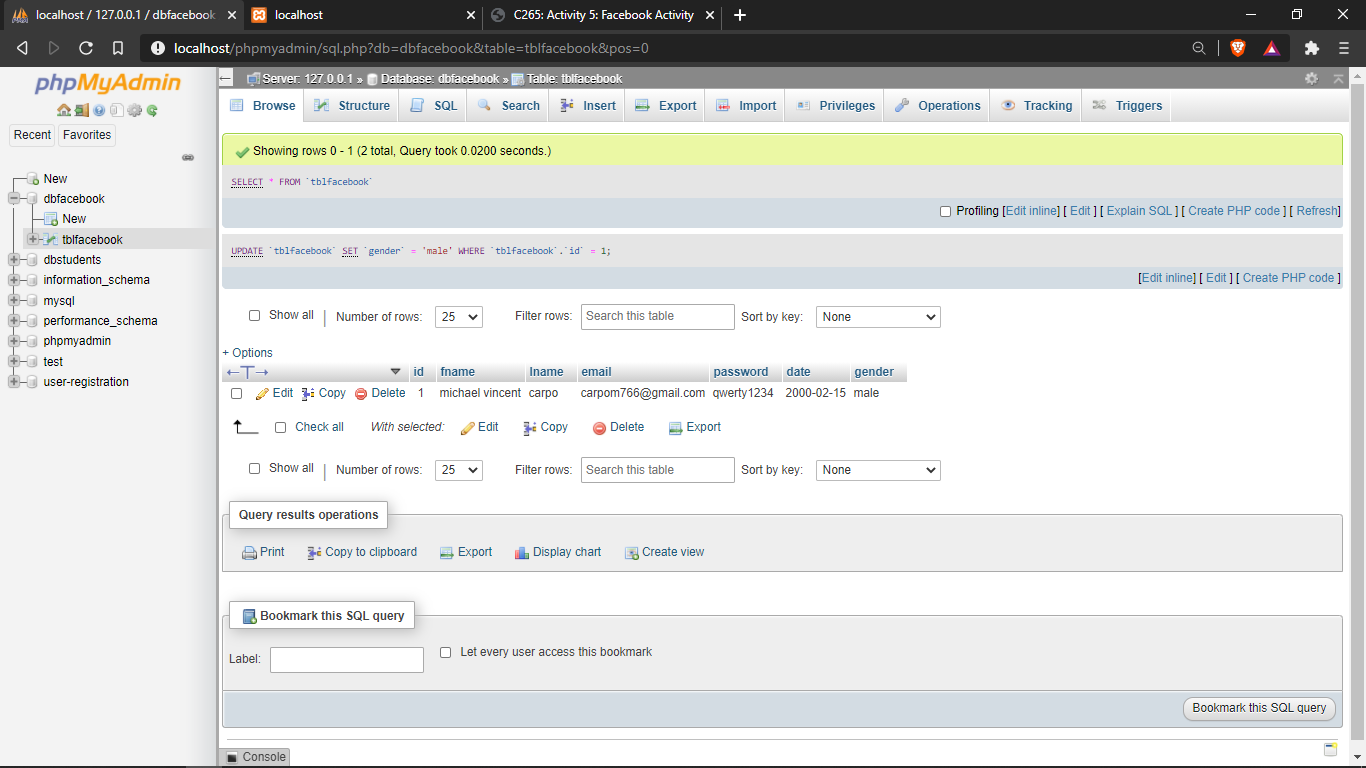 localhost / 127.0.0.1 / dbfacebook
localhost
C265: Activity 5: Facebook Activity
localhost/phpmyadmin/sql.php?db=dbfacebook&table=tblfacebook&pos=0
phpMyAdmin
Recent Favorites
New
dbfacebook
New
tblfacebook
dbstudents
information_schema
mysql
performance_schema
phpmyadmin
test
user-registration
Server: 127.0.0.1 » Database: dbfacebook » Table: tblfacebook
Browse Structure SQL Search Insert Export Import Privileges Operations Tracking Triggers
Showing rows 0 - 1 (2 total, Query took 0.0200 seconds.)
SELECT * FROM `tblfacebook`
Profiling [Edit inline] [ Edit ] [ Explain SQL ] [ Create PHP code ] [ Refresh]
UPDATE `tblfacebook` SET `gender` = 'male' WHERE `tblfacebook`.`id` = 1;
[Edit inline] [ Edit ] [ Create PHP code ]
Show all | Number of rows: 25 Filter rows: Search this table Sort by key: None
+ Options
←T→ id fname lname email password date gender
Edit Copy Delete 1 michael vincent carpo carpom766@gmail.com qwerty1234 2000-02-15 male
Check all With selected: Edit Copy Delete Export
Show all | Number of rows: 25 Filter rows: Search this table Sort by key: None
Query results operations
Print Copy to clipboard Export Display chart Create view
Bookmark this SQL query
Label: Let every user access this bookmark
Bookmark this SQL query
Console